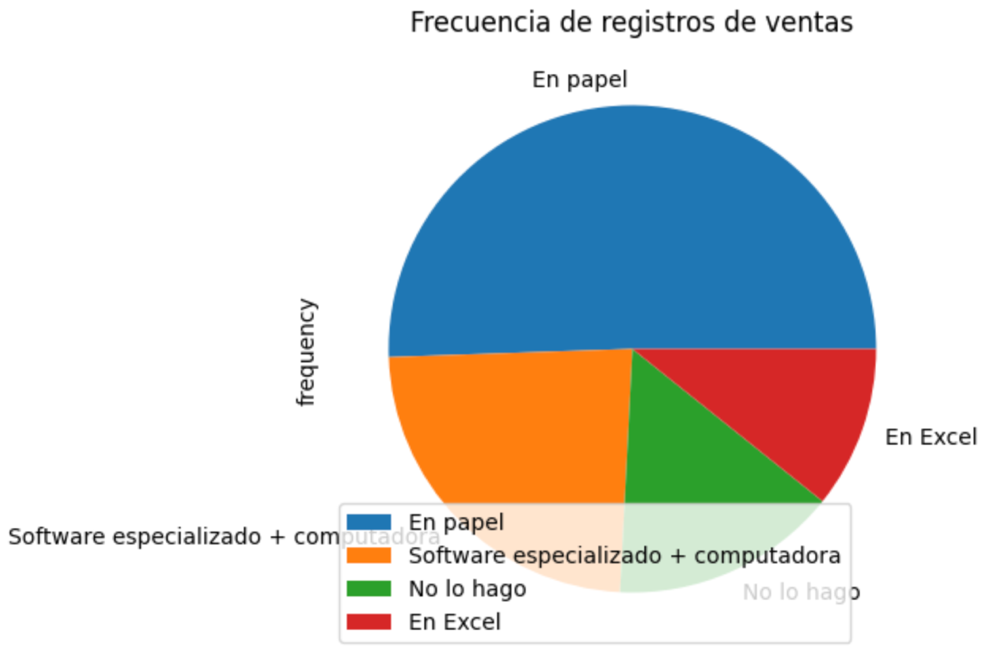 Frecuencia de registros de ventas
En papel
frequency
En Excel
Software especializado + computadora
No lo hago
En papel
Software especializado + computadora
No lo hago
En Excel